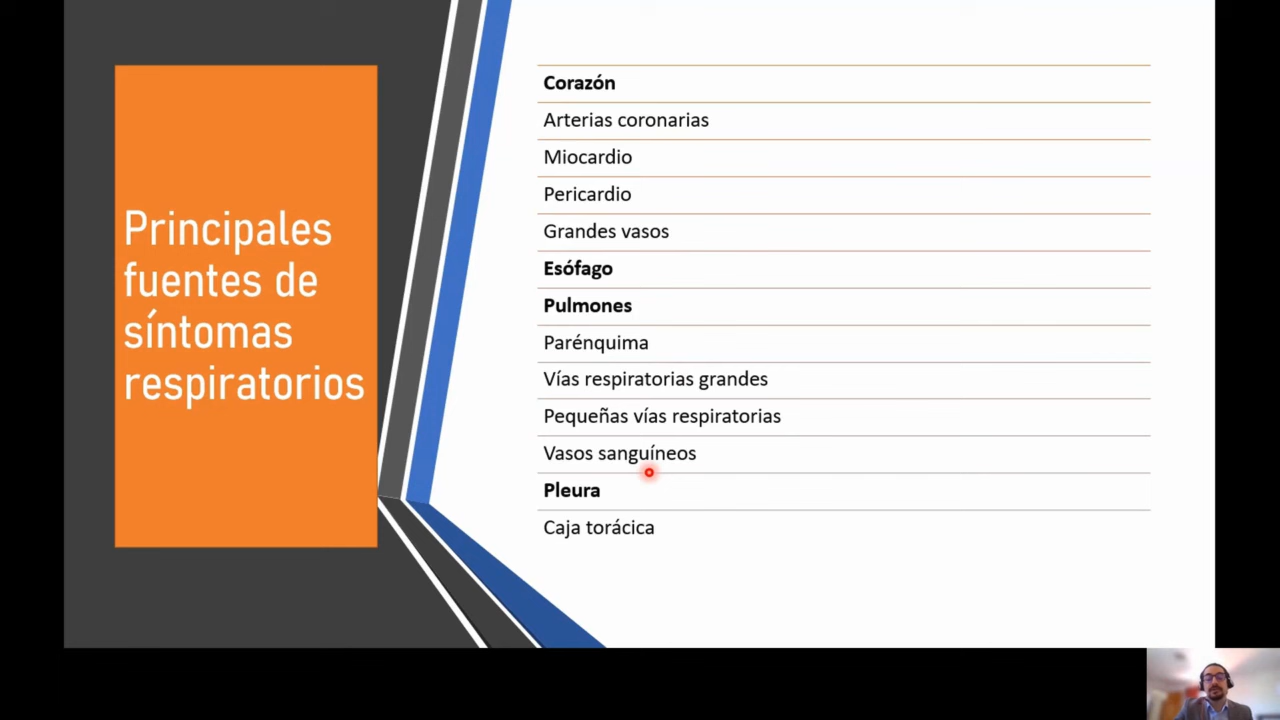 Principales
fuentes de
síntomas
respiratorios
Corazón
Arterias coronarias
Miocardio
Pericardio
Grandes vasos
Esófago
Pulmones
Parénquima
Vías respiratorias grandes
Pequeñas vías respiratorias
Vasos sanguíneos
Pleura
Caja torácica